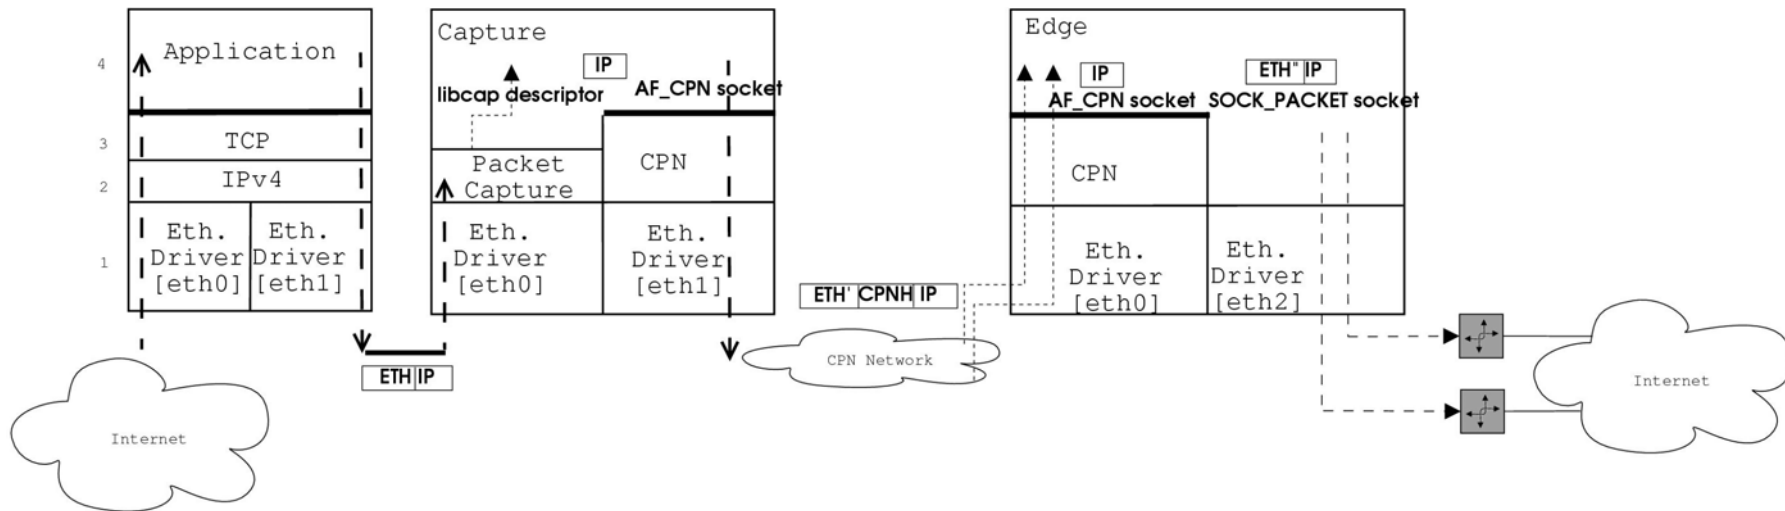 4
3
2
1
Application
TCP
IPv4
Eth.
Driver
[eth0]
Eth.
Driver
[eth1]
Internet
ETH IP
Capture
IP
libcap descriptor
AF_CPN socket
Packet
Capture
CPN
Eth.
Driver
[eth0]
Eth.
Driver
[eth1]
ETH' CPNH IP
CPN Network
Edge
IP
ETH" IP
AF_CPN socket
SOCK_PACKET socket
CPN
Eth.
Driver
[eth0]
Eth.
Driver
[eth2]
Internet